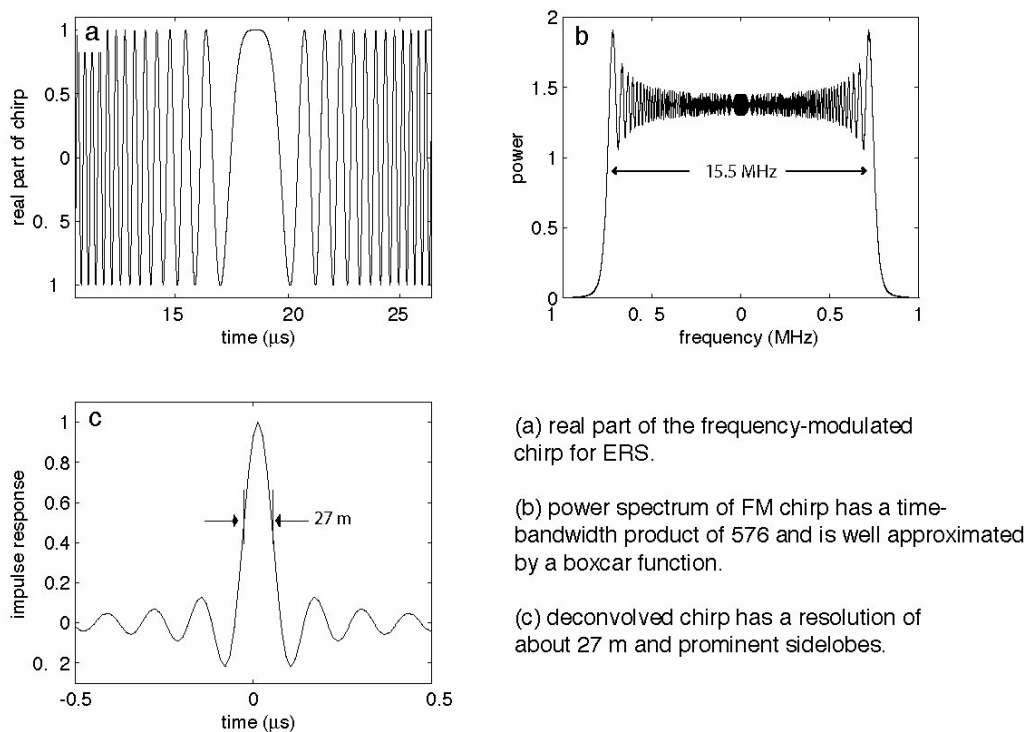 a
1
0.5
0
0. 5
1
real part of chirp
15
20
25
time (μs)
b
2
1.5
1
0.5
0
power
15.5 MHz
1
0. 5
0
0.5
1
frequency (MHz)
c
1
0.8
0.6
0.4
0.2
0
0. 2
impulse response
27 m
-0.5
0
0.5
time (μs)
(a) real part of the frequency-modulated
chirp for ERS.
(b) power spectrum of FM chirp has a time-
bandwidth product of 576 and is well approximated
by a boxcar function.
(c) deconvolved chirp has a resolution of
about 27 m and prominent sidelobes.